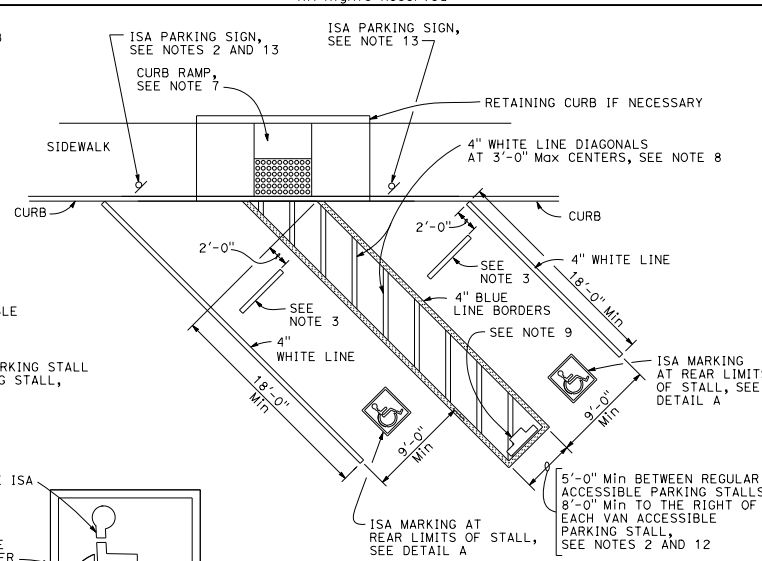 ISA PARKING SIGN,
SEE NOTES 2 AND 13
ISA PARKING SIGN,
SEE NOTE 13
CURB RAMP,
SEE NOTE 7
RETAINING CURB IF NECESSARY
SIDEWALK
4" WHITE LINE DIAGONALS
AT 3'-0" Max CENTERS, SEE NOTE 8
CURB
CURB
2'-0"
2'-0"
SEE
NOTE 3
4" WHITE LINE
18'-0" Min
SEE
NOTE 3
4" BLUE
LINE BORDERS
SEE NOTE 9
4"
WHITE LINE
18'-0"
Min
ISA MARKING
AT REAR LIMITS
OF STALL, SEE
DETAIL A
9'-0"
Min
9'-0"
Min
PARKING STALL
STALL,
ISA MARKING AT
REAR LIMITS OF STALL,
SEE DETAIL A
5'-0" Min BETWEEN REGULAR
ACCESSIBLE PARKING STALLS
8'-0" Min TO THE RIGHT OF
EACH VAN ACCESSIBLE
PARKING STALL,
SEE NOTES 2 AND 12
ISA